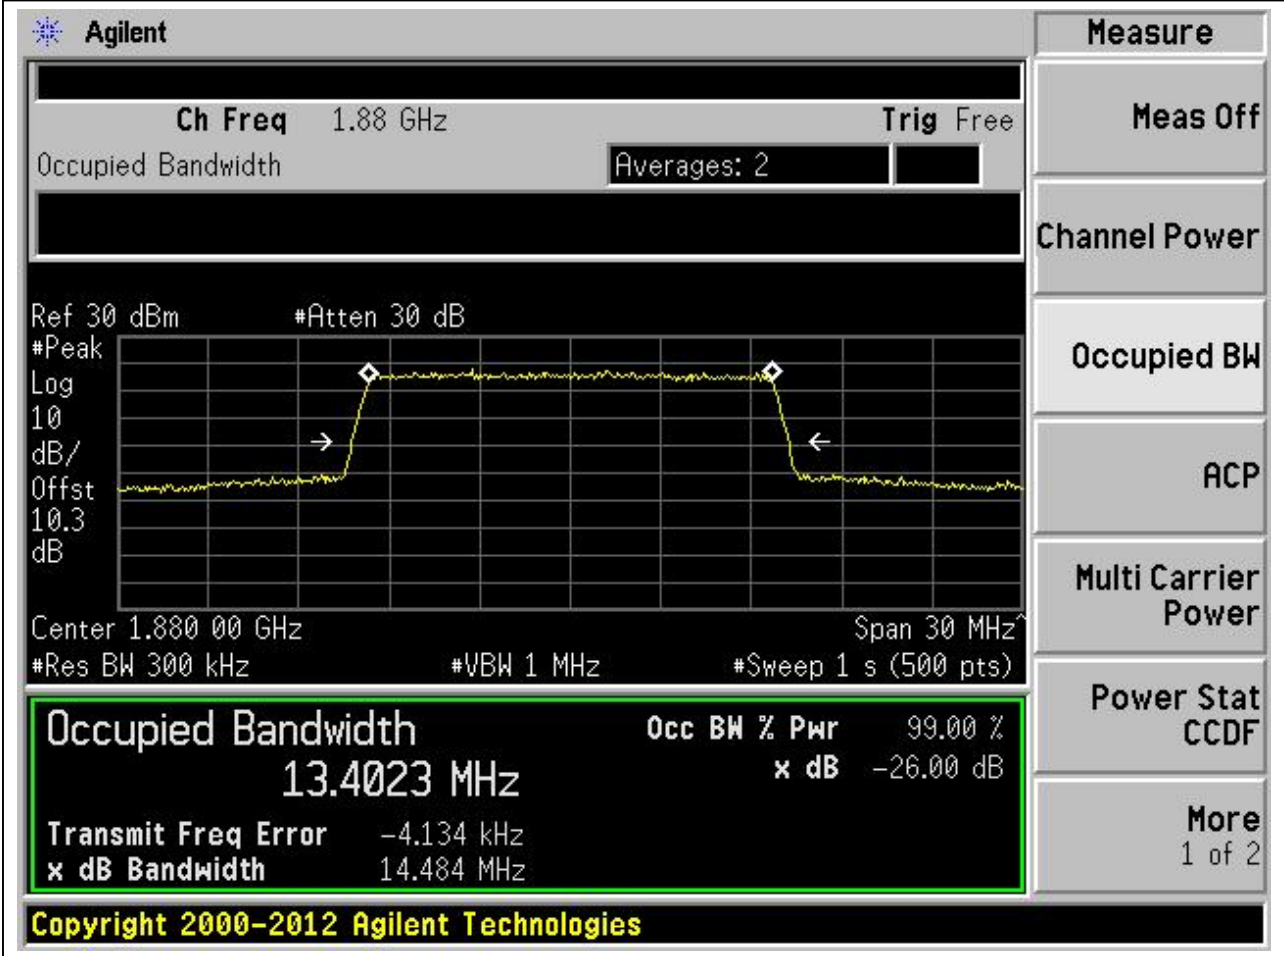 Agilent
Measure
Ch Freq 1.88 GHz Trig Free
Occupied Bandwidth Averages: 2
Ref 30 dBm #Atten 30 dB
#Peak
Log
10
dB/
Offst
10.3
dB
Center 1.880 00 GHz Span 30 MHz^
#Res BW 300 kHz #VBW 1 MHz #Sweep 1 s (500 pts)
Occupied Bandwidth
13.4023 MHz
Occ BW % Pwr 99.00 %
x dB -26.00 dB
Transmit Freq Error -4.134 kHz
x dB Bandwidth 14.484 MHz
Meas Off
Channel Power
Occupied BW
ACP
Multi Carrier
Power
Power Stat
CCDF
More
1 of 2
Copyright 2000-2012 Agilent Technologies